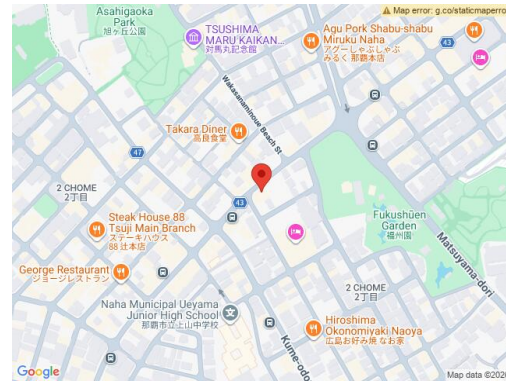 Asahigaoka
Park
旭ヶ丘公園
⚠ Map error: g.co/staticmaperro
TSUSHIMA
MARU KAIKAN...
対馬丸記念館
Agu Pork Shabu-shabu
Miruku Naha
アグーしゃぶしゃぶ
みるく 那覇本店
43
Wakasanaminoue Beach St
Takara Diner
高良食堂
47
2 CHOME
2丁目
43
Steak House 88
Tsuji Main Branch
ステーキハウス
88 辻本店
Fukushūen
Garden
福州園
Matsuyama-dori
George Restaurant
ジョージレストラン
2 CHOME
2丁目
Naha Municipal Ueyama
Junior High School
那覇市立上山中学校
Kume-odo
Hiroshima
Okonomiyaki Naoya
広島お好み焼 なお家
Google
Map data ©2026